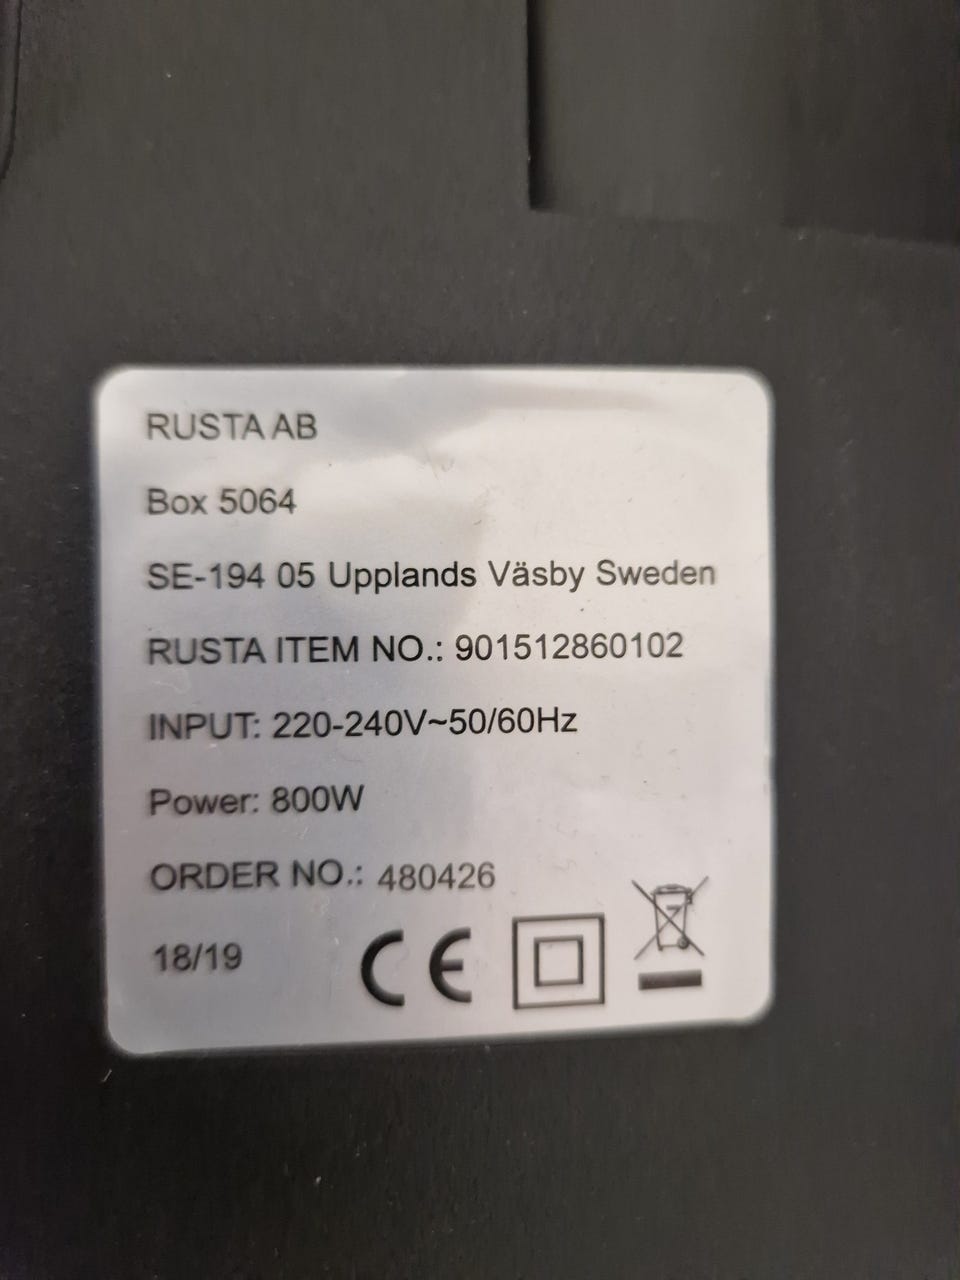 RUSTA AB
Box 5064
SE-194 05 Upplands Väsby Sweden
RUSTA ITEM NO.: 901512860102
INPUT: 220-240V~50/60Hz
Power: 800W
ORDER NO.: 480426
18/19 CE